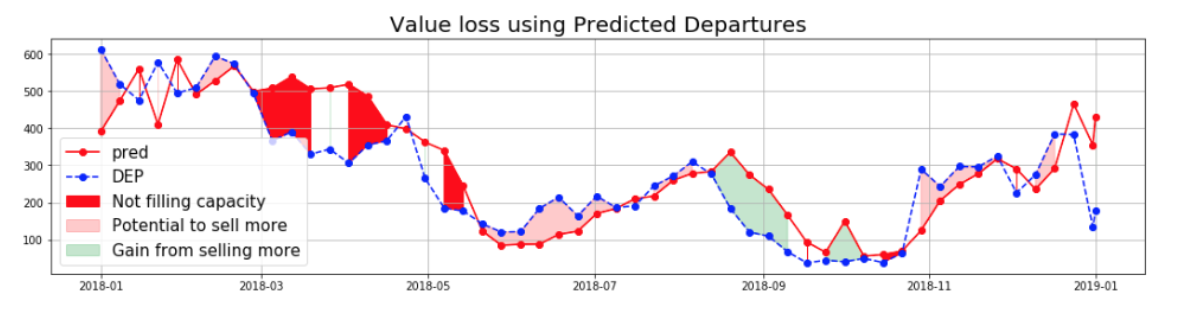 Value loss using Predicted Departures
600
500
400
300
200
100
pred
DEP
Not filling capacity
Potential to sell more
Gain from selling more
2018-01
2018-03
2018-05
2018-07
2018-09
2018-11
2019-01